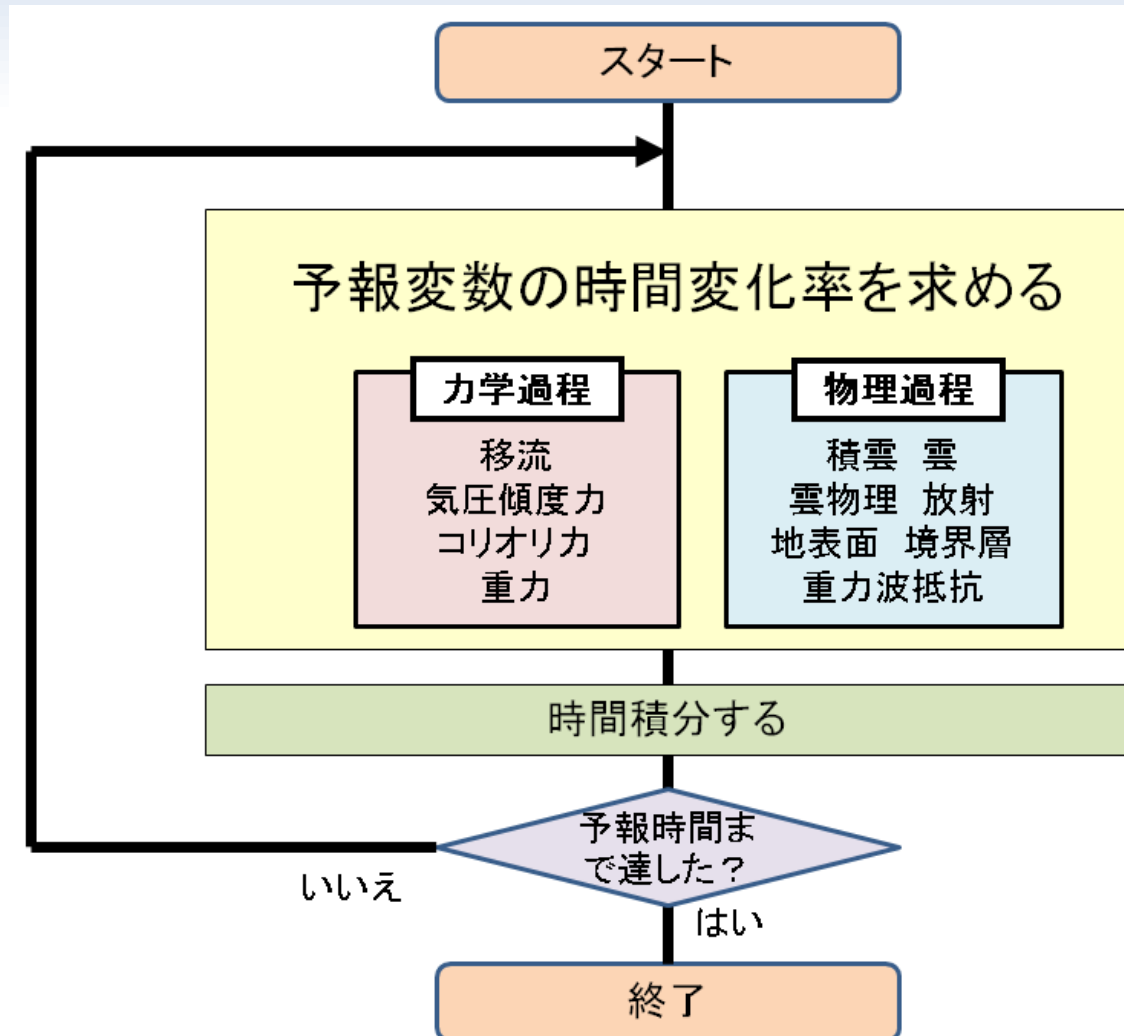 スタート
予報変数の時間変化率を求める
力学過程
移流
気圧傾度力
コリオリ力
重力
物理過程
積雲 雲
雲物理 放射
地表面 境界層
重力波抵抗
時間積分する
予報時間ま
で達した？
いいえ
はい
終了